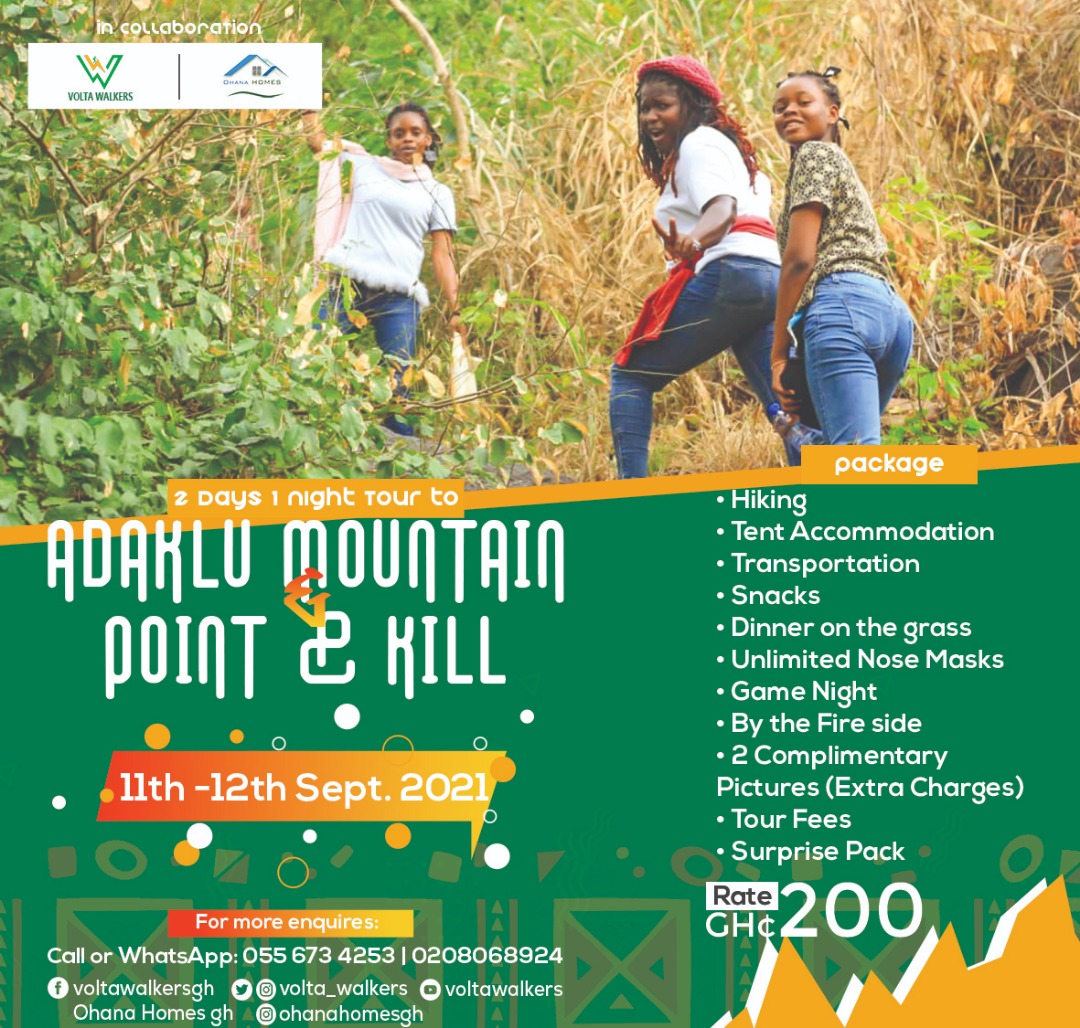 in collaboration
VOLTA WALKERS
OHANA HOMES
2 Days 1 night Tour to
ADAKLU MOUNTAIN
&
POINT 2 KILL
11th -12th Sept. 2021
For more enquires:
Call or WhatsApp: 055 673 4253 | 0208068924
voltawalkersgh volta_walkers voltawalkers
Ohana Homes gh ohanahomesgh
package
• Hiking
• Tent Accommodation
• Transportation
• Snacks
• Dinner on the grass
• Unlimited Nose Masks
• Game Night
• By the Fire side
• 2 Complimentary
Pictures (Extra Charges)
• Tour Fees
• Surprise Pack
Rate
GH¢200